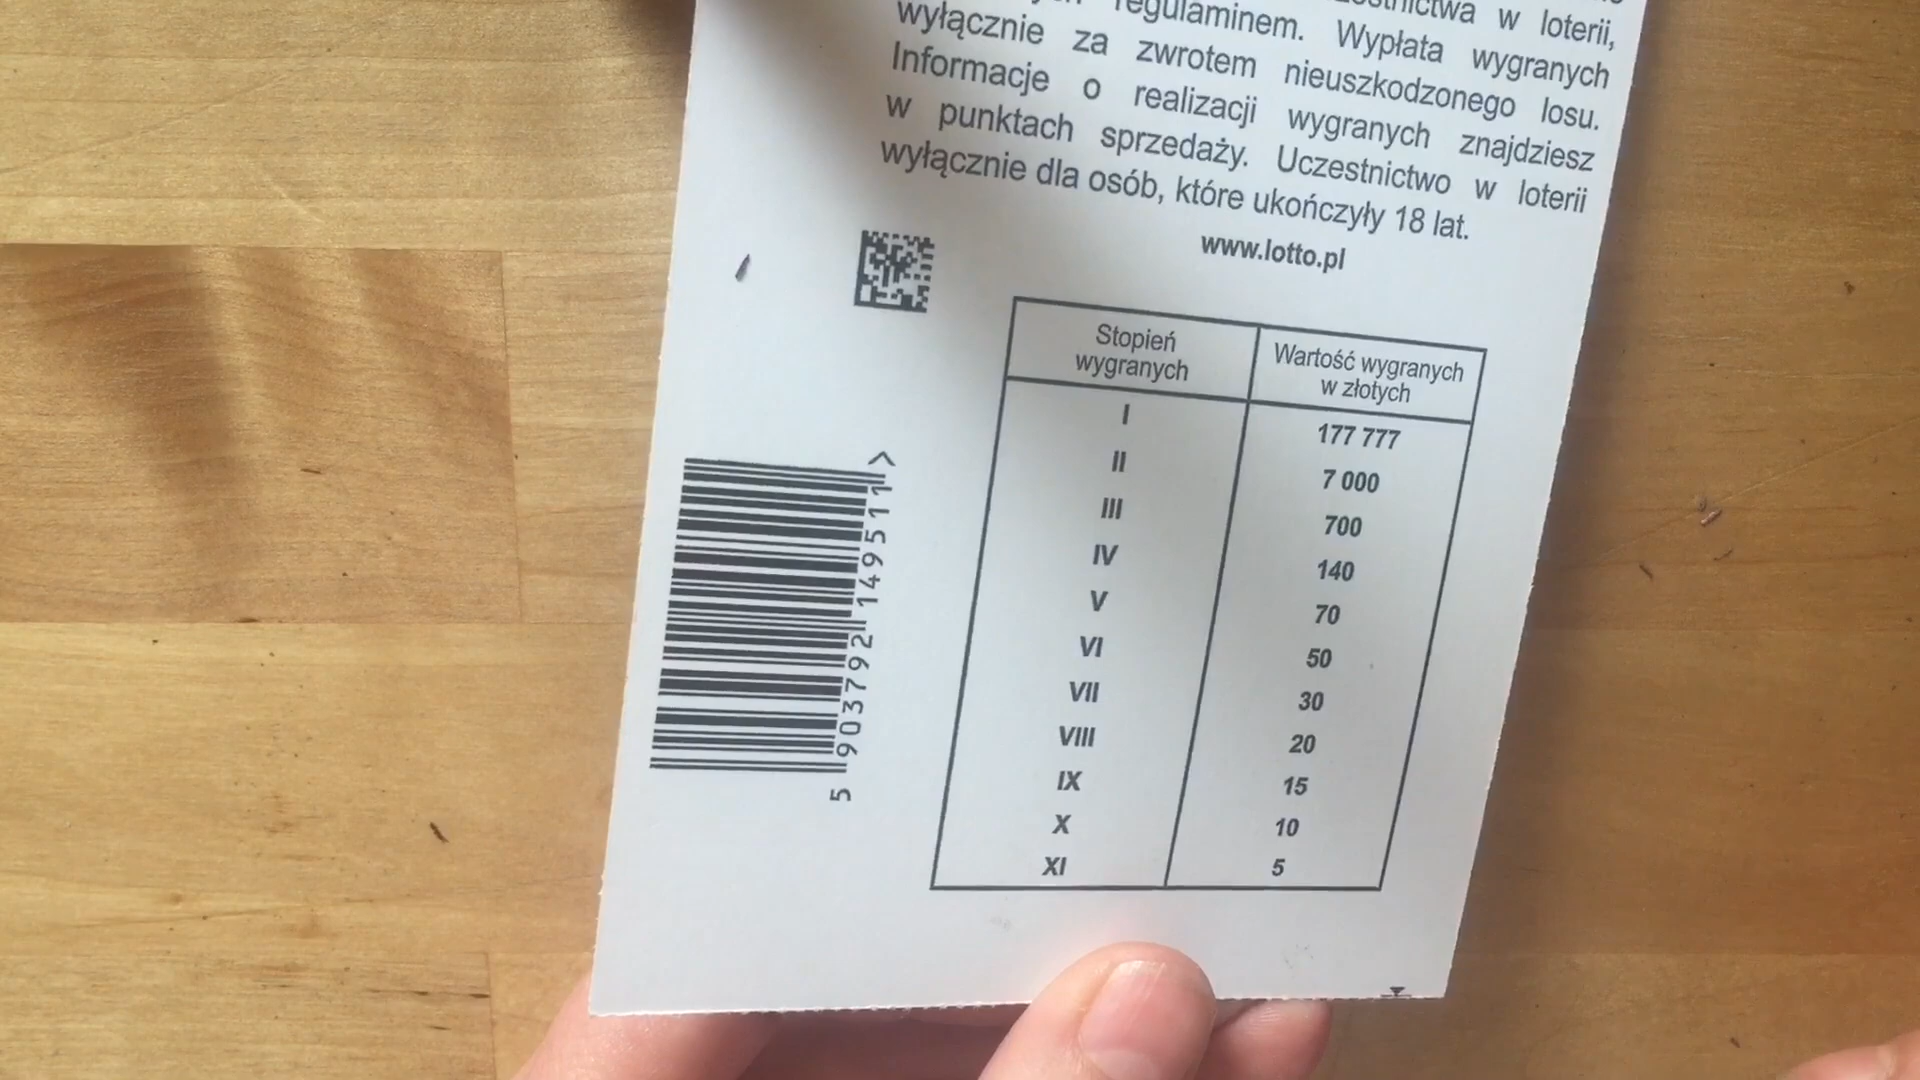 w loterii,
regulaminem. Wypłata wygranych
wyłącznie za zwrotem nieuszkodzonego losu.
Informacje o realizacji wygranych znajdziesz
w punktach sprzedaży. Uczestnictwo w loterii
wyłącznie dla osób, które ukończyły 18 lat.
www.lotto.pl
Stopień
wygranych
Wartość wygranych
w złotych
I 177 777
II 7 000
III 700
IV 140
V 70
VI 50
VII 30
VIII 20
IX 15
X 10
XI 5
5 903792 149511 >